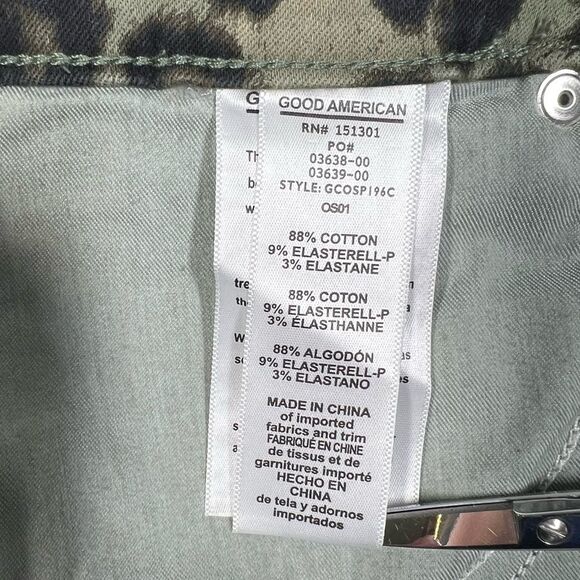 GOOD AMERICAN
RN# 151301
PO#
03638-00
03639-00
STYLE: GCOSP196C
OS01
88% COTTON
9% ELASTERELL-P
3% ELASTANE
88% COTON
9% ELASTERELL-P
3% ÉLASTHANNE
88% ALGODÓN
9% ELASTERELL-P
3% ELASTANO
MADE IN CHINA
of imported
fabrics and trim
FABRIQUÉ EN CHINE
de tissus et de
garnitures importé
HECHO EN
CHINA
de tela y adornos
importados